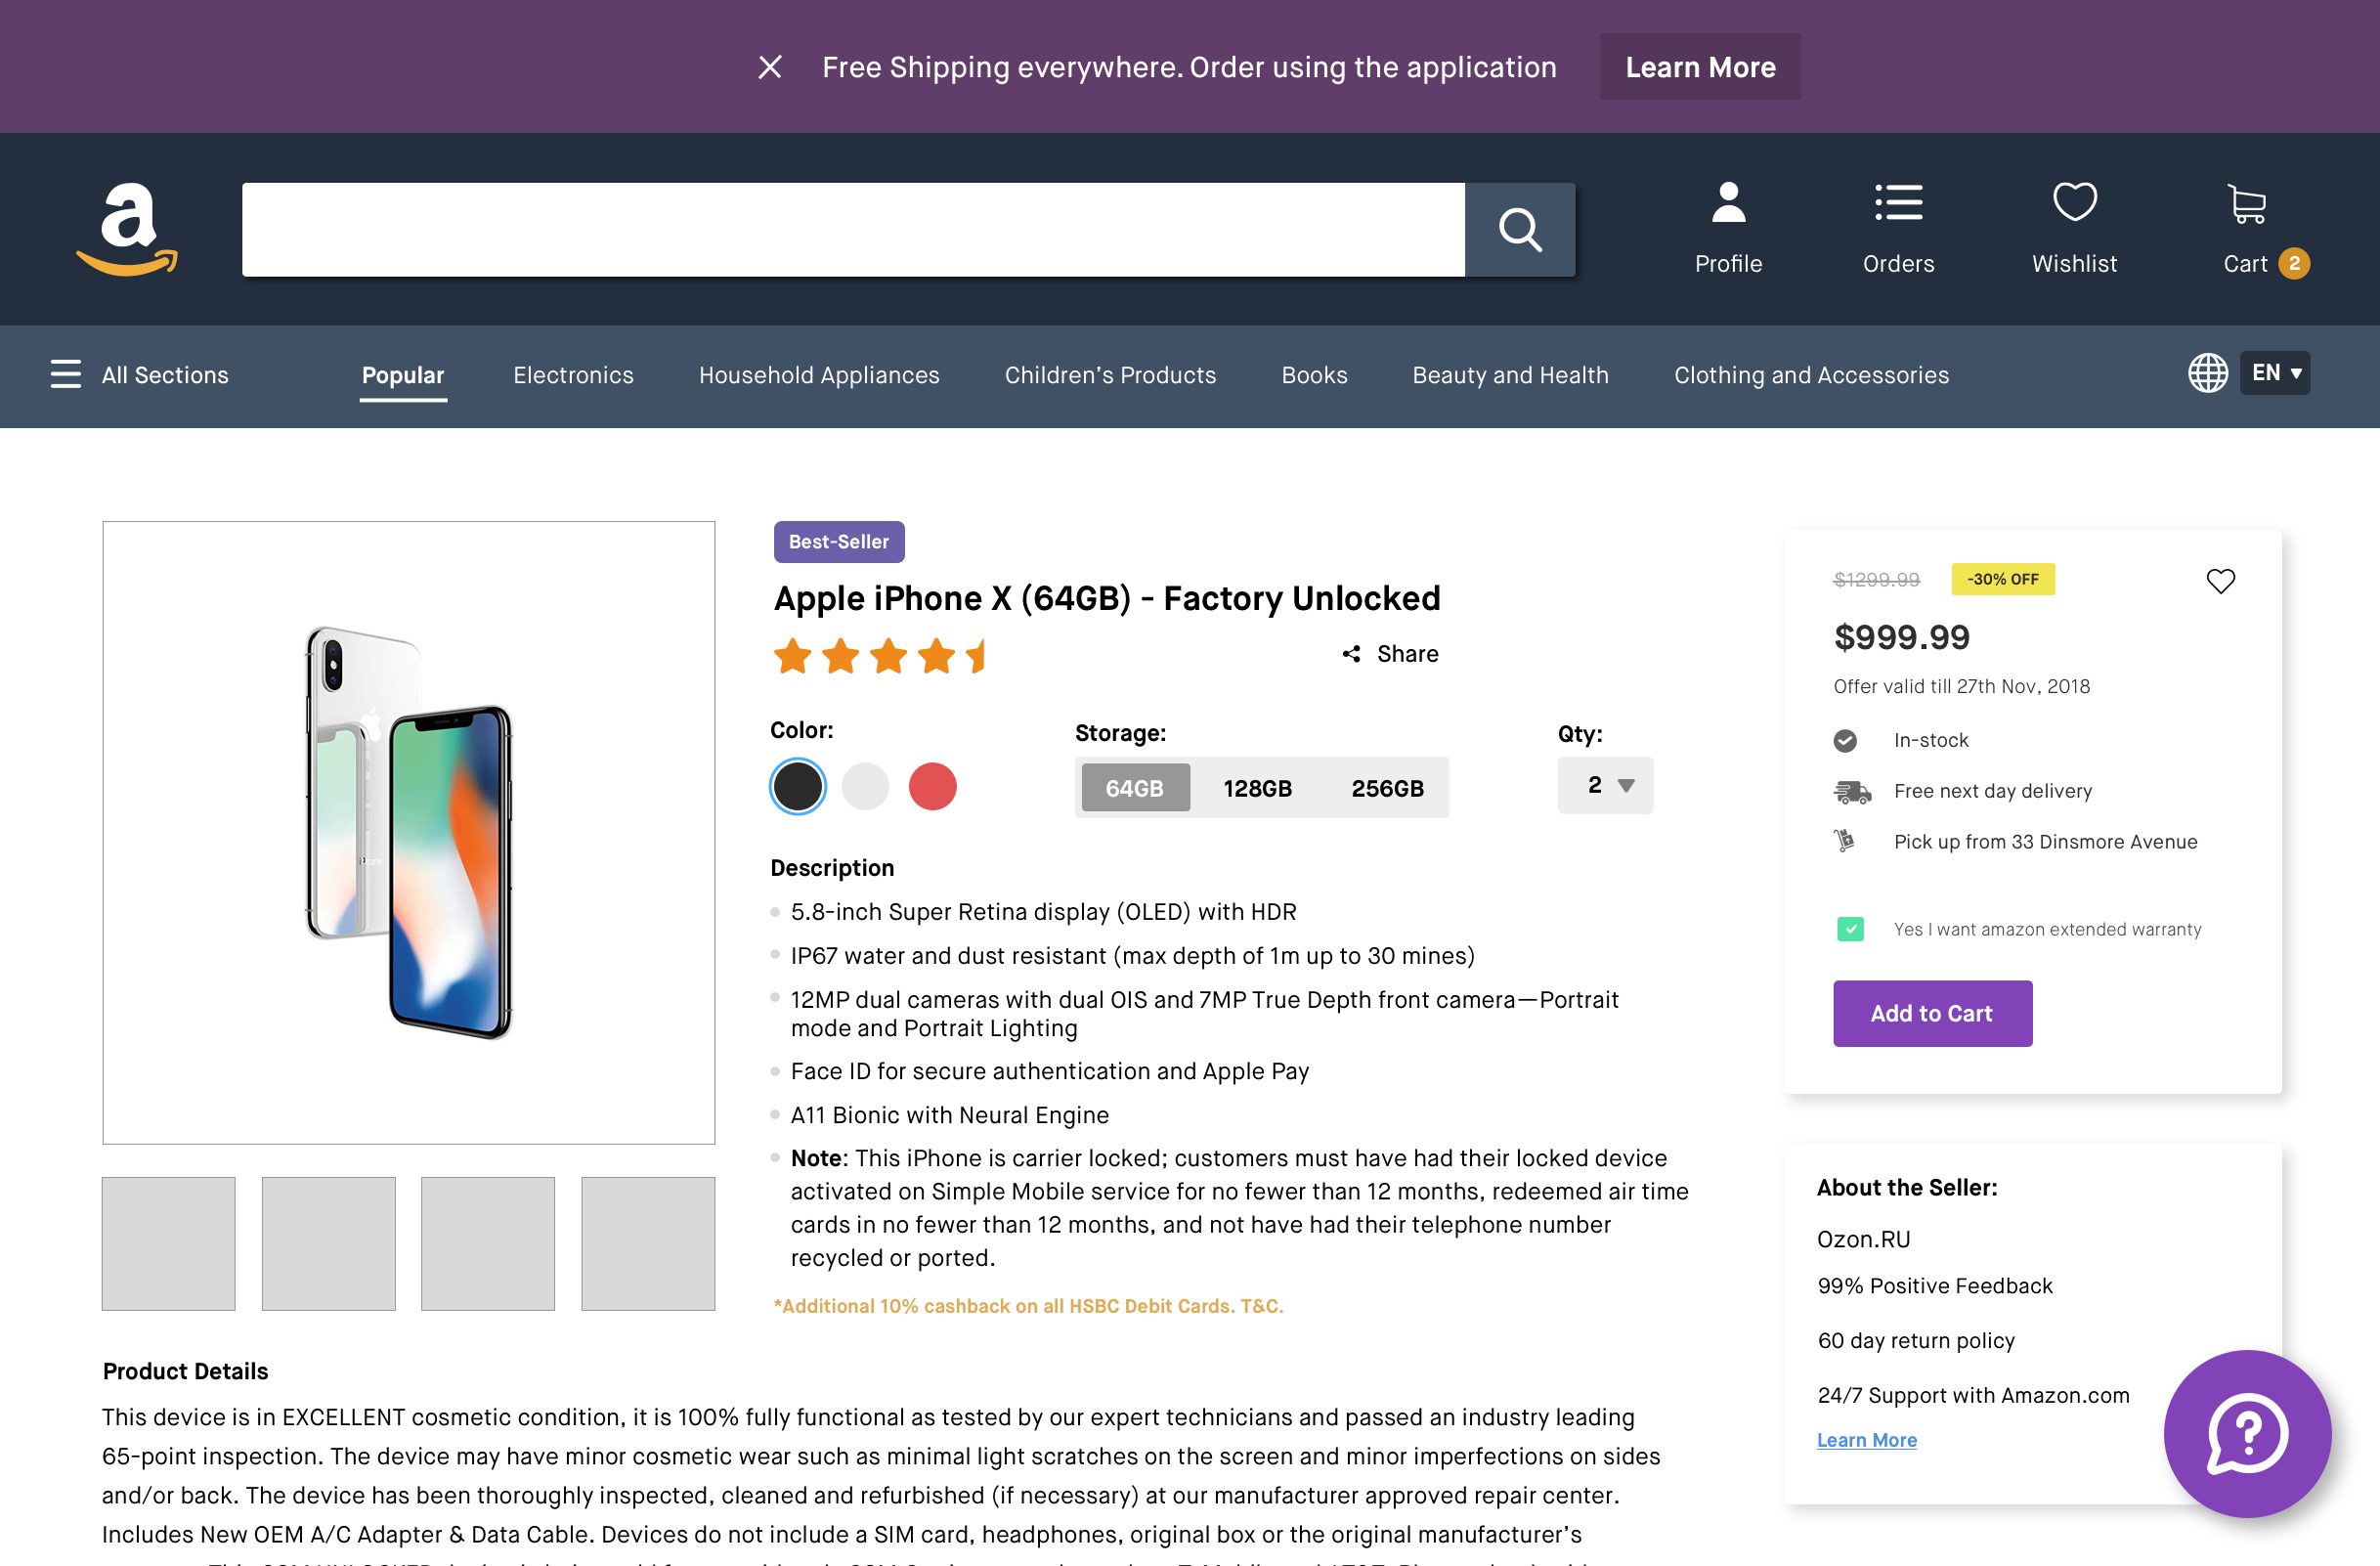 Free Shipping everywhere. Order using the application
Learn More
a
Profile
Orders
Wishlist
Cart 2
All Sections
Popular
Electronics
Household Appliances
Children's Products
Books
Beauty and Health
Clothing and Accessories
EN
Best-Seller
Apple iPhone X (64GB) - Factory Unlocked
Share
Color:
Storage:
Qty:
64GB
128GB
256GB
2
Description
5.8-inch Super Retina display (OLED) with HDR
IP67 water and dust resistant (max depth of 1m up to 30 mines)
12MP dual cameras with dual OIS and 7MP True Depth front camera—Portrait
mode and Portrait Lighting
Face ID for secure authentication and Apple Pay
A11 Bionic with Neural Engine
Note: This iPhone is carrier locked; customers must have had their locked device
activated on Simple Mobile service for no fewer than 12 months, redeemed air time
cards in no fewer than 12 months, and not have had their telephone number
recycled or ported.
*Additional 10% cashback on all HSBC Debit Cards. T&C.
$1299.99
-30% OFF
$999.99
Offer valid till 27th Nov, 2018
In-stock
Free next day delivery
Pick up from 33 Dinsmore Avenue
Yes I want amazon extended warranty
Add to Cart
About the Seller:
Ozon.RU
99% Positive Feedback
60 day return policy
24/7 Support with Amazon.com
Learn More
Product Details
This device is in EXCELLENT cosmetic condition, it is 100% fully functional as tested by our expert technicians and passed an industry leading
65-point inspection. The device may have minor cosmetic wear such as minimal light scratches on the screen and minor imperfections on sides
and/or back. The device has been thoroughly inspected, cleaned and refurbished (if necessary) at our manufacturer approved repair center.
Includes New OEM A/C Adapter & Data Cable. Devices do not include a SIM card, headphones, original box or the original manufacturer's